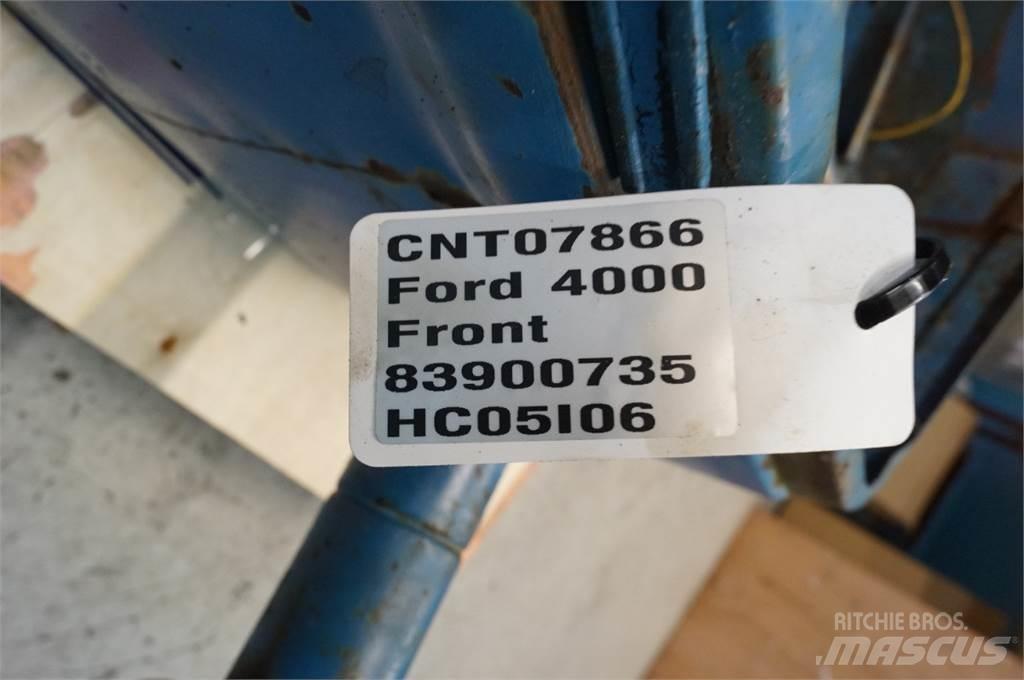 CNT07866
Ford 4000
Front
83900735
HC05I06
RITCHIE BROS.
MASCUS